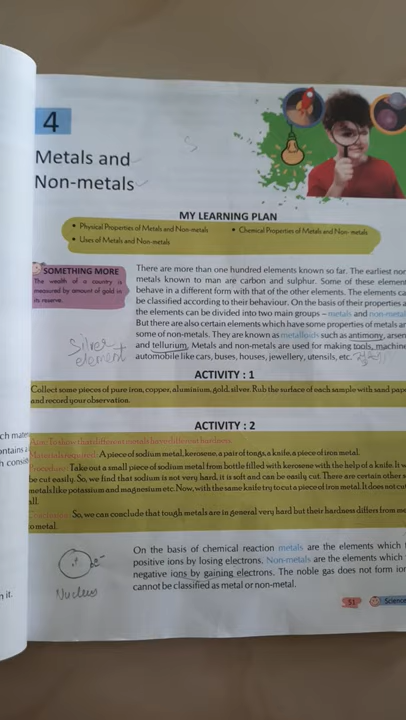 4
Metals and
Non-metals
MY LEARNING PLAN
• Physical Properties of Metals and Non-metals
• Chemical Properties of Metals and Non- metals
• Uses of Metals and Non-metals
SOMETHING MORE
The wealth of a country is
measured by amount of gold in
its reserve.
There are more than one hundred elements known so far. The earliest
metals known to man are carbon and sulphur. Some of these
behave in a different form with that of the other elements. The elements
be classified according to their behaviour. On the basis of their properties
the elements can be divided into two main groups – metals and
But there are also certain elements which have some properties of metals
some of non-metals. They are known as metalloids such as antimony,
and tellurium. Metals and non-metals are used for making tools,
automobile like cars, buses, houses, jewellery, utensils, etc.
Silver
element
ACTIVITY : 1
Collect some pieces of pure iron, copper, aluminium, gold, silver. Rub the surface of each sample with sand
and record your observation.
ACTIVITY : 2
Aim: To show that different metals have different hardness.
Materials required: A piece of sodium metal, kerosene, a pair of tongs, a knife, a piece of iron metal.
Procedure: Take out a small piece of sodium metal from bottle filled with kerosene with the help of a knife. It
be cut easily. So, we find that sodium is not very hard, it is soft and can be easily cut. There are certain other
metals like potassium and magnesium etc. Now, with the same knife try to cut a piece of iron metal. It does not
all.
So, we can conclude that tough metals are in general very hard but their hardness differs from
to metal.
On the basis of chemical reaction metals are the elements which
positive ions by losing electrons. Non-metals are the elements which
negative ions by gaining electrons. The noble gas does not form
cannot be classified as metal or non-metal.
e-
+
Nucleus
51